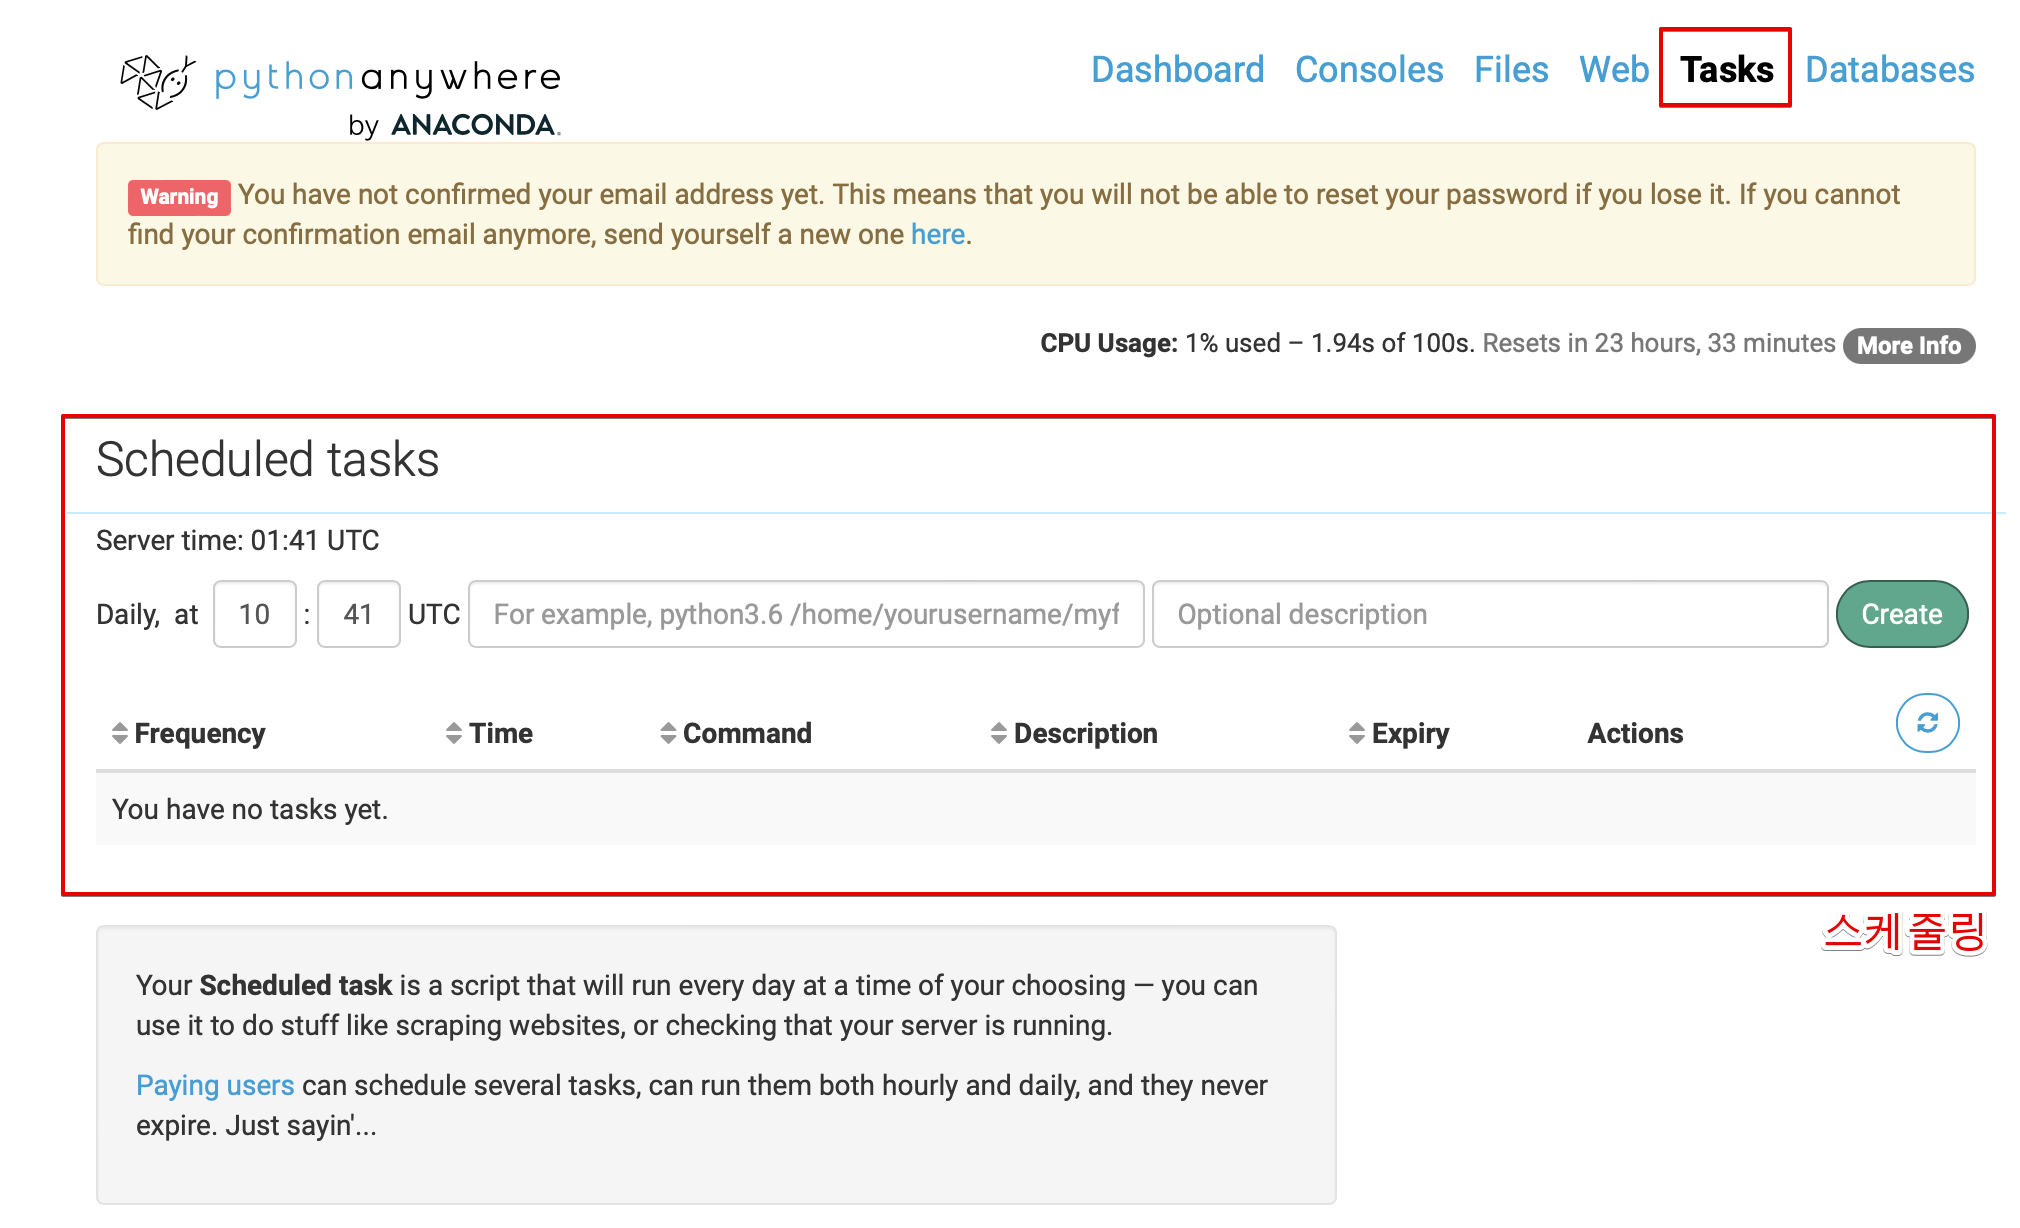 pythonanywhere
by ANACONDA.
Dashboard Consoles Files Web Tasks Databases
Warning You have not confirmed your email address yet. This means that you will not be able to reset your password if you lose it. If you cannot
find your confirmation email anymore, send yourself a new one here.
CPU Usage: 1% used – 1.94s of 100s. Resets in 23 hours, 33 minutes More Info
Scheduled tasks
Server time: 01:41 UTC
Daily, at 10 : 41 UTC For example, python3.6 /home/yourusername/myf Optional description Create
Frequency Time Command Description Expiry Actions
You have no tasks yet.
스케줄링
Your Scheduled task is a script that will run every day at a time of your choosing — you can
use it to do stuff like scraping websites, or checking that your server is running.
Paying users can schedule several tasks, can run them both hourly and daily, and they never
expire. Just sayin'...